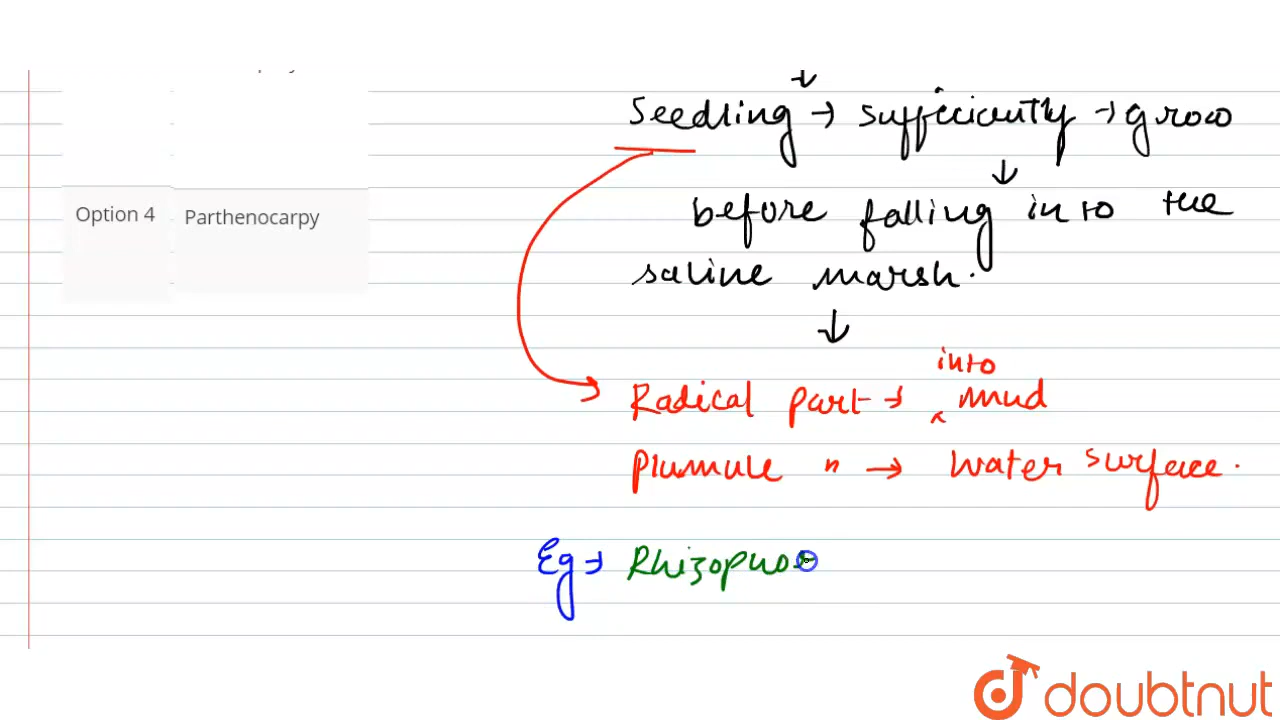 Seedling → sufficiently → grow
↓
before falling into the
saline marsh.
↓
Option 4 Parthenocarpy
into
Radical part → ^ mud
Plumule " → water surface.
Eg → Rhizophor
doubtnut